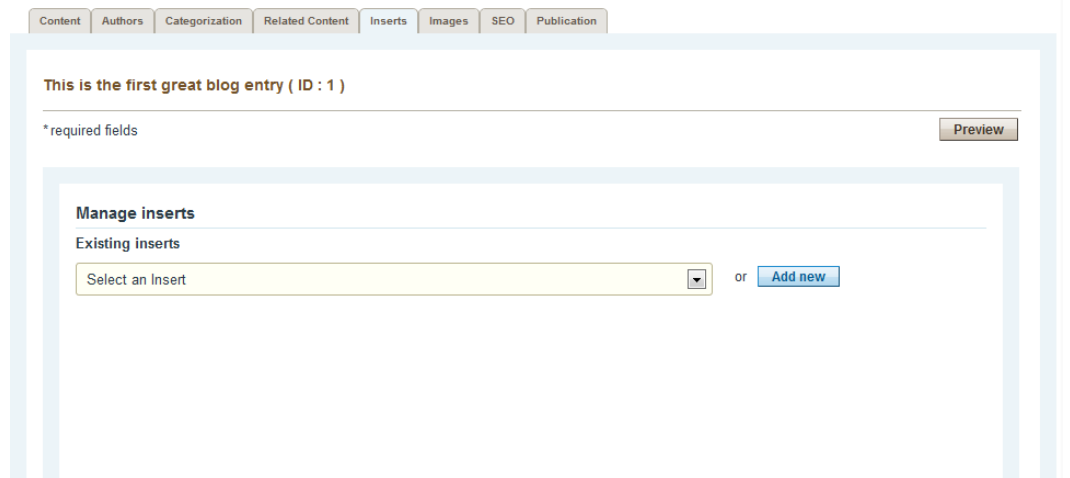 Content Authors Categorization Related Content Inserts Images SEO Publication
This is the first great blog entry ( ID : 1 )
* required fields
Preview
Manage inserts
Existing inserts
Select an Insert or Add new